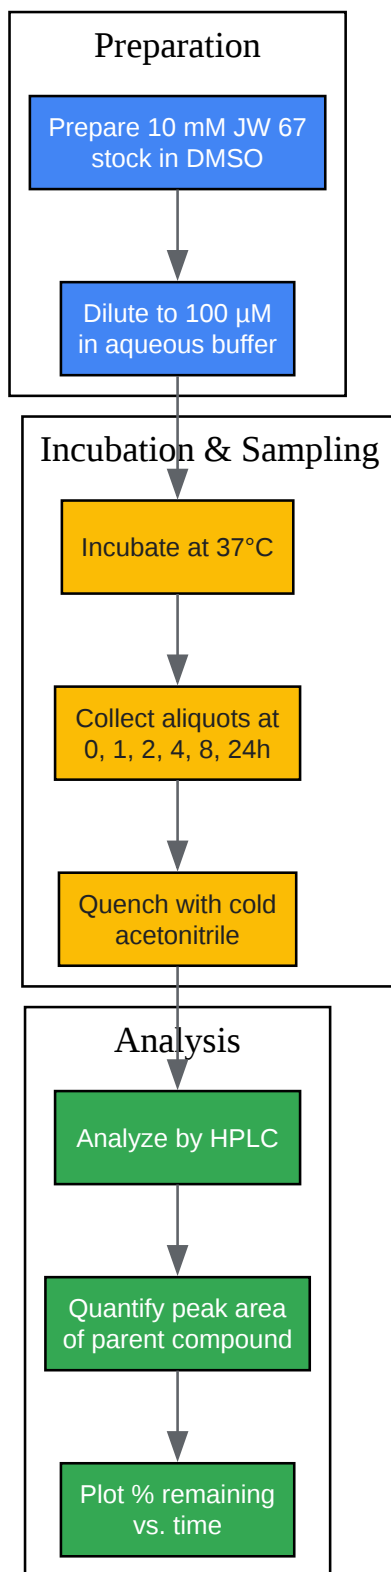 Preparation
Prepare 10 mM JW 67
stock in DMSO
Dilute to 100 µM
in aqueous buffer
Incubation & Sampling
Incubate at 37°C
Collect aliquots at
0, 1, 2, 4, 8, 24h
Quench with cold
acetonitrile
Analysis
Analyze by HPLC
Quantify peak area
of parent compound
Plot % remaining
vs. time